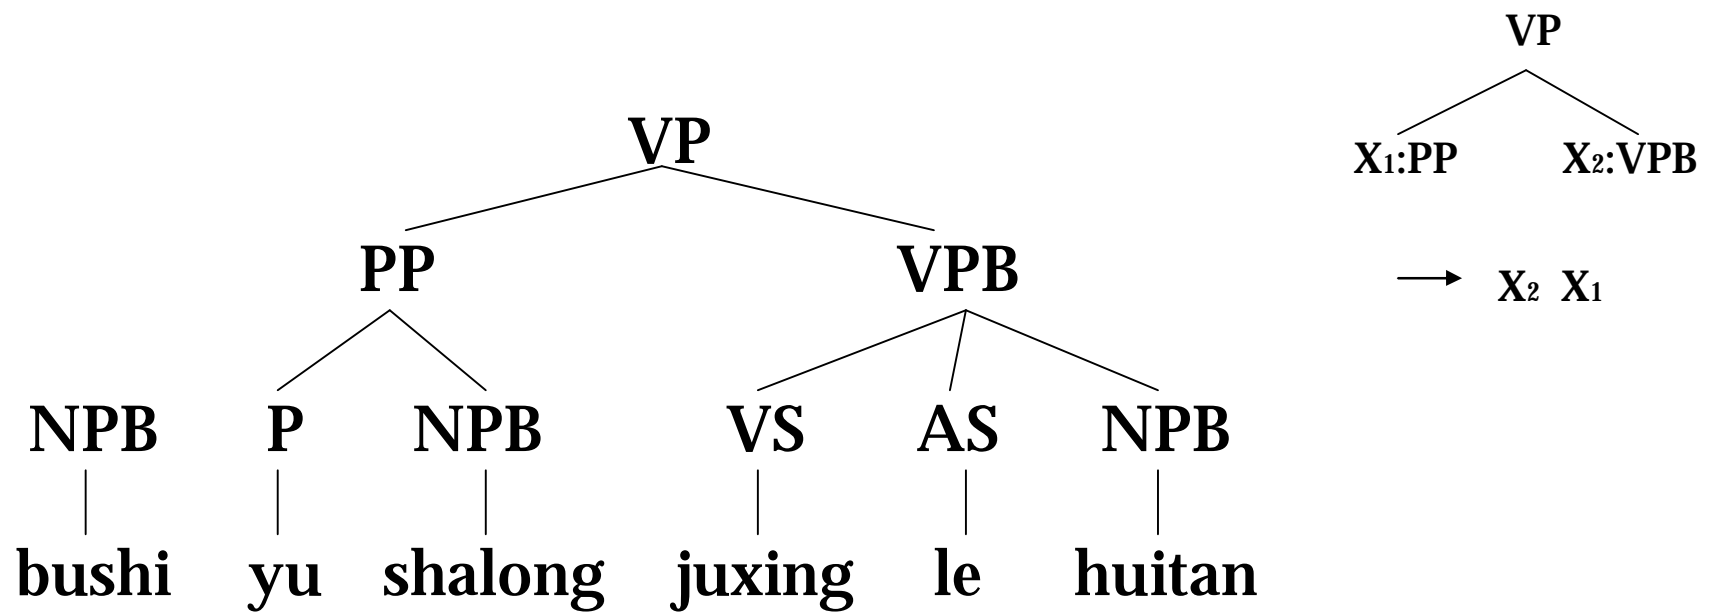 VP
X1:PP X2:VPB
→ X2 X1
VP
PP VPB
NPB P NPB VS AS NPB
bushi yu shalong juxing le huitan